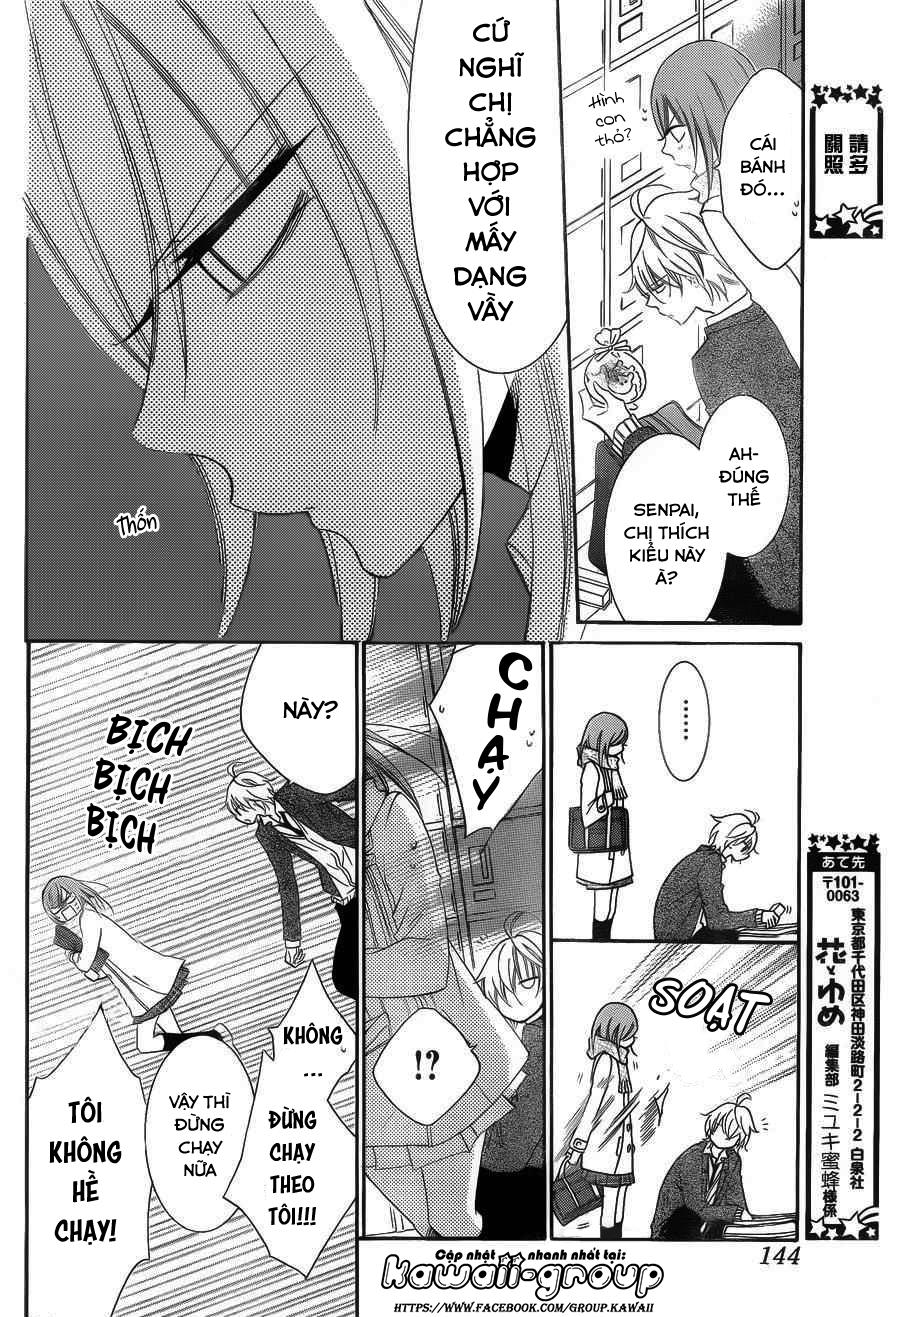 CÁI
BÁNH
ĐÓ...
Hình
con
thỏ?
AH-
ĐÚNG
THẾ
SENPAI,
CHỊ THÍCH
KIỂU NÀY
À?
CỨ
NGHĨ
CHỊ
CHẲNG
HỢP
VỚI
MẤY
DẠNG
VẦY
Thốn
......
SOẠT
CHẠY
!?
NÀY?
BỊCH
BỊCH
BỊCH
KHÔNG
...
ĐỪNG
CHẠY
THEO
TÔI!!!
VẬY THÌ
ĐỪNG
CHẠY
NỮA
TÔI
KHÔNG
HỀ
CHẠY!
請多
關照
あて先
〒101-
0063
東京都千代田区神田淡路町2-2-2 白泉社
花とゆめ 編集部 ミユキ蜜蜂様係
144
Cập nhật nhanh nhất tại:
kawaii-group
HTTPS://WWW.FACEBOOK.COM/GROUP.KAWAII